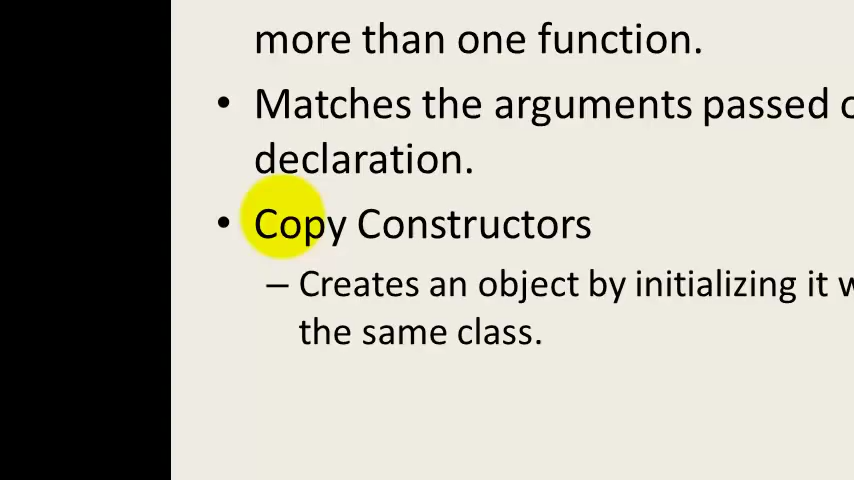 more than one function.
• Matches the arguments passed
declaration.
• Copy Constructors
– Creates an object by initializing it
the same class.